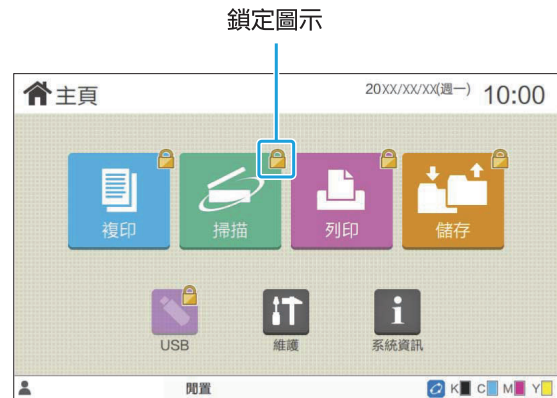 鎖定圖示
主頁
20XX/XX/XX(週一) 10:00
複印 掃描 列印 儲存
USB 維護 系統資訊
閒置 K C M Y